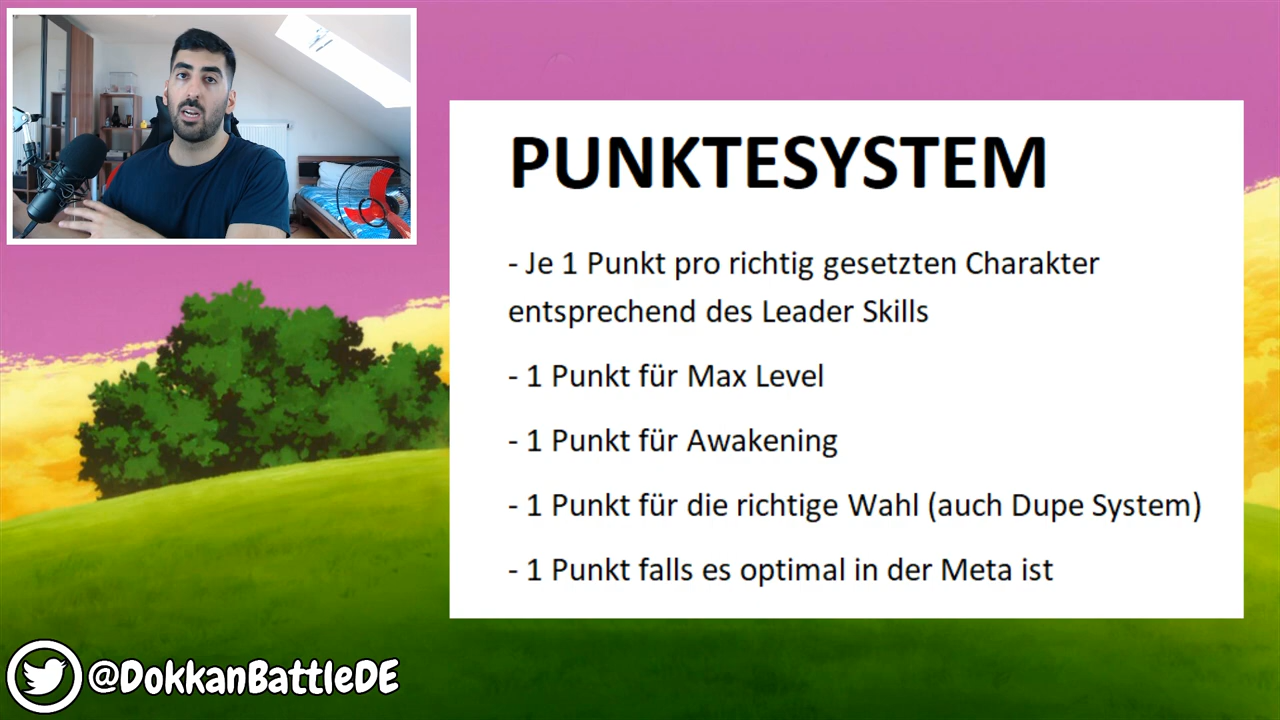 PUNKTESYSTEM
- Je 1 Punkt pro richtig gesetzten Charakter
entsprechend des Leader Skills
- 1 Punkt für Max Level
- 1 Punkt für Awakening
- 1 Punkt für die richtige Wahl (auch Dupe System)
- 1 Punkt falls es optimal in der Meta ist
@DokkanBattleDE